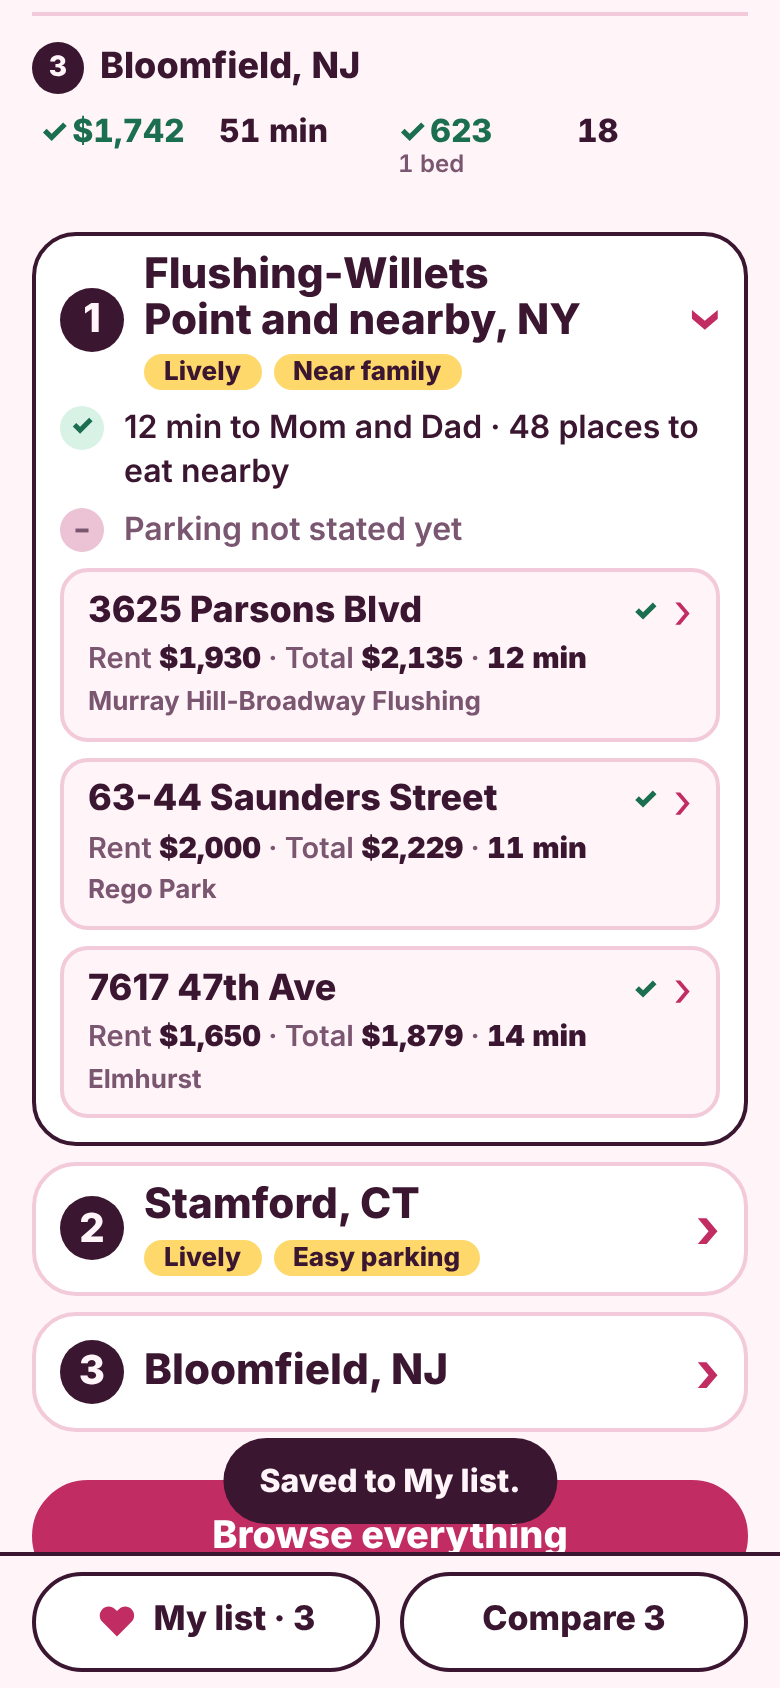 3 Bloomfield, NJ
✓$1,742 51 min ✓623 18
1 bed
Flushing-Willets
1 Point and nearby, NY
Lively Near family
12 min to Mom and Dad · 48 places to
eat nearby
Parking not stated yet
3625 Parsons Blvd
Rent $1,930 · Total $2,135 · 12 min
Murray Hill-Broadway Flushing
63-44 Saunders Street
Rent $2,000 · Total $2,229 · 11 min
Rego Park
7617 47th Ave
Rent $1,650 · Total $1,879 · 14 min
Elmhurst
2 Stamford, CT
Lively Easy parking
3 Bloomfield, NJ
Saved to My list.
Browse everything
My list · 3 Compare 3